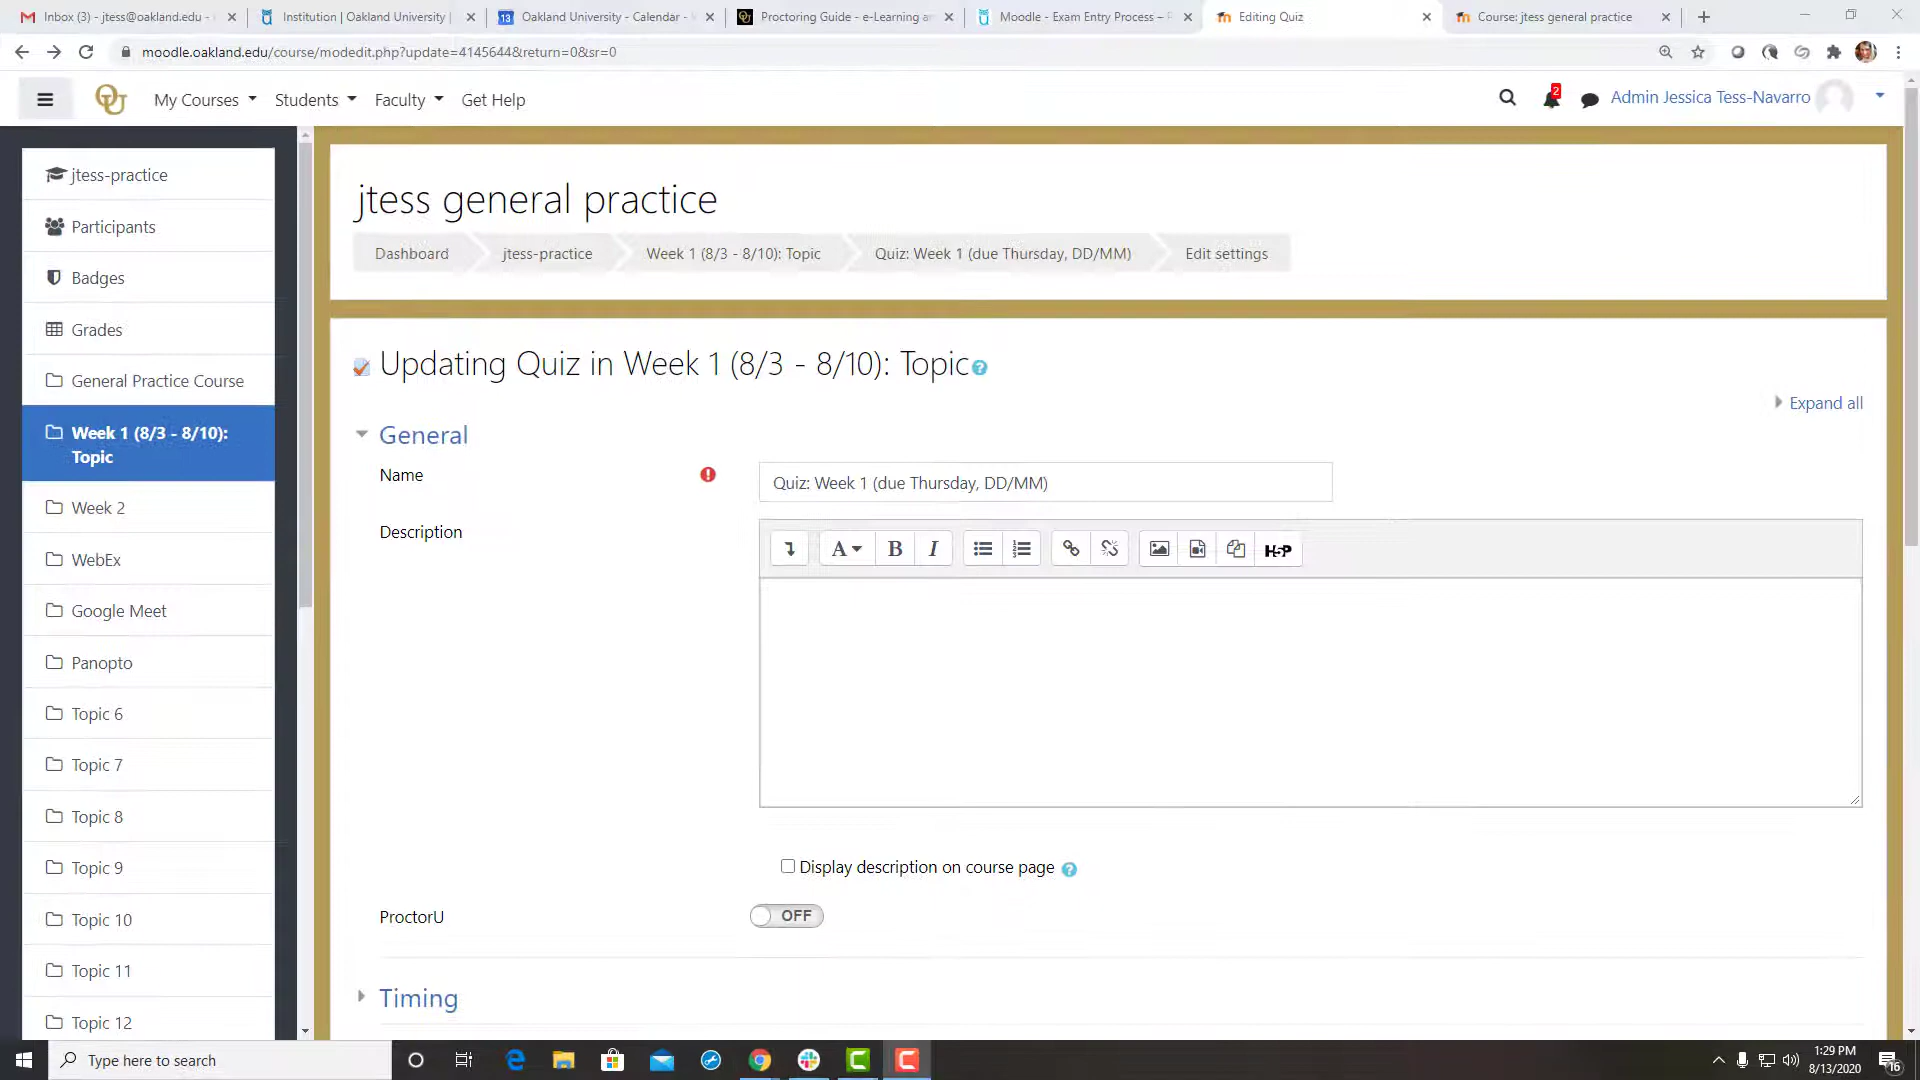 Inbox (3) - jtess@oakland.edu -
Institution | Oakland University |
Oakland University - Calendar -
Proctoring Guide - e-Learning a
Moodle - Exam Entry Process –
Editing Quiz
Course: jtess general practice
moodle.oakland.edu/course/modedit.php?update=4145644&return=0&sr=0
OU
My Courses
Students
Faculty
Get Help
2
Admin Jessica Tess-Navarro
jtess-practice
Participants
Badges
Grades
General Practice Course
Week 1 (8/3 - 8/10):
Topic
Week 2
WebEx
Google Meet
Panopto
Topic 6
Topic 7
Topic 8
Topic 9
Topic 10
Topic 11
Topic 12
jtess general practice
Dashboard
jtess-practice
Week 1 (8/3 - 8/10): Topic
Quiz: Week 1 (due Thursday, DD/MM)
Edit settings
Updating Quiz in Week 1 (8/3 - 8/10): Topic
Expand all
General
Name
Quiz: Week 1 (due Thursday, DD/MM)
Description
A B I
H5P
Display description on course page
ProctorU
OFF
Timing
Type here to search
1:29 PM
8/13/2020
16